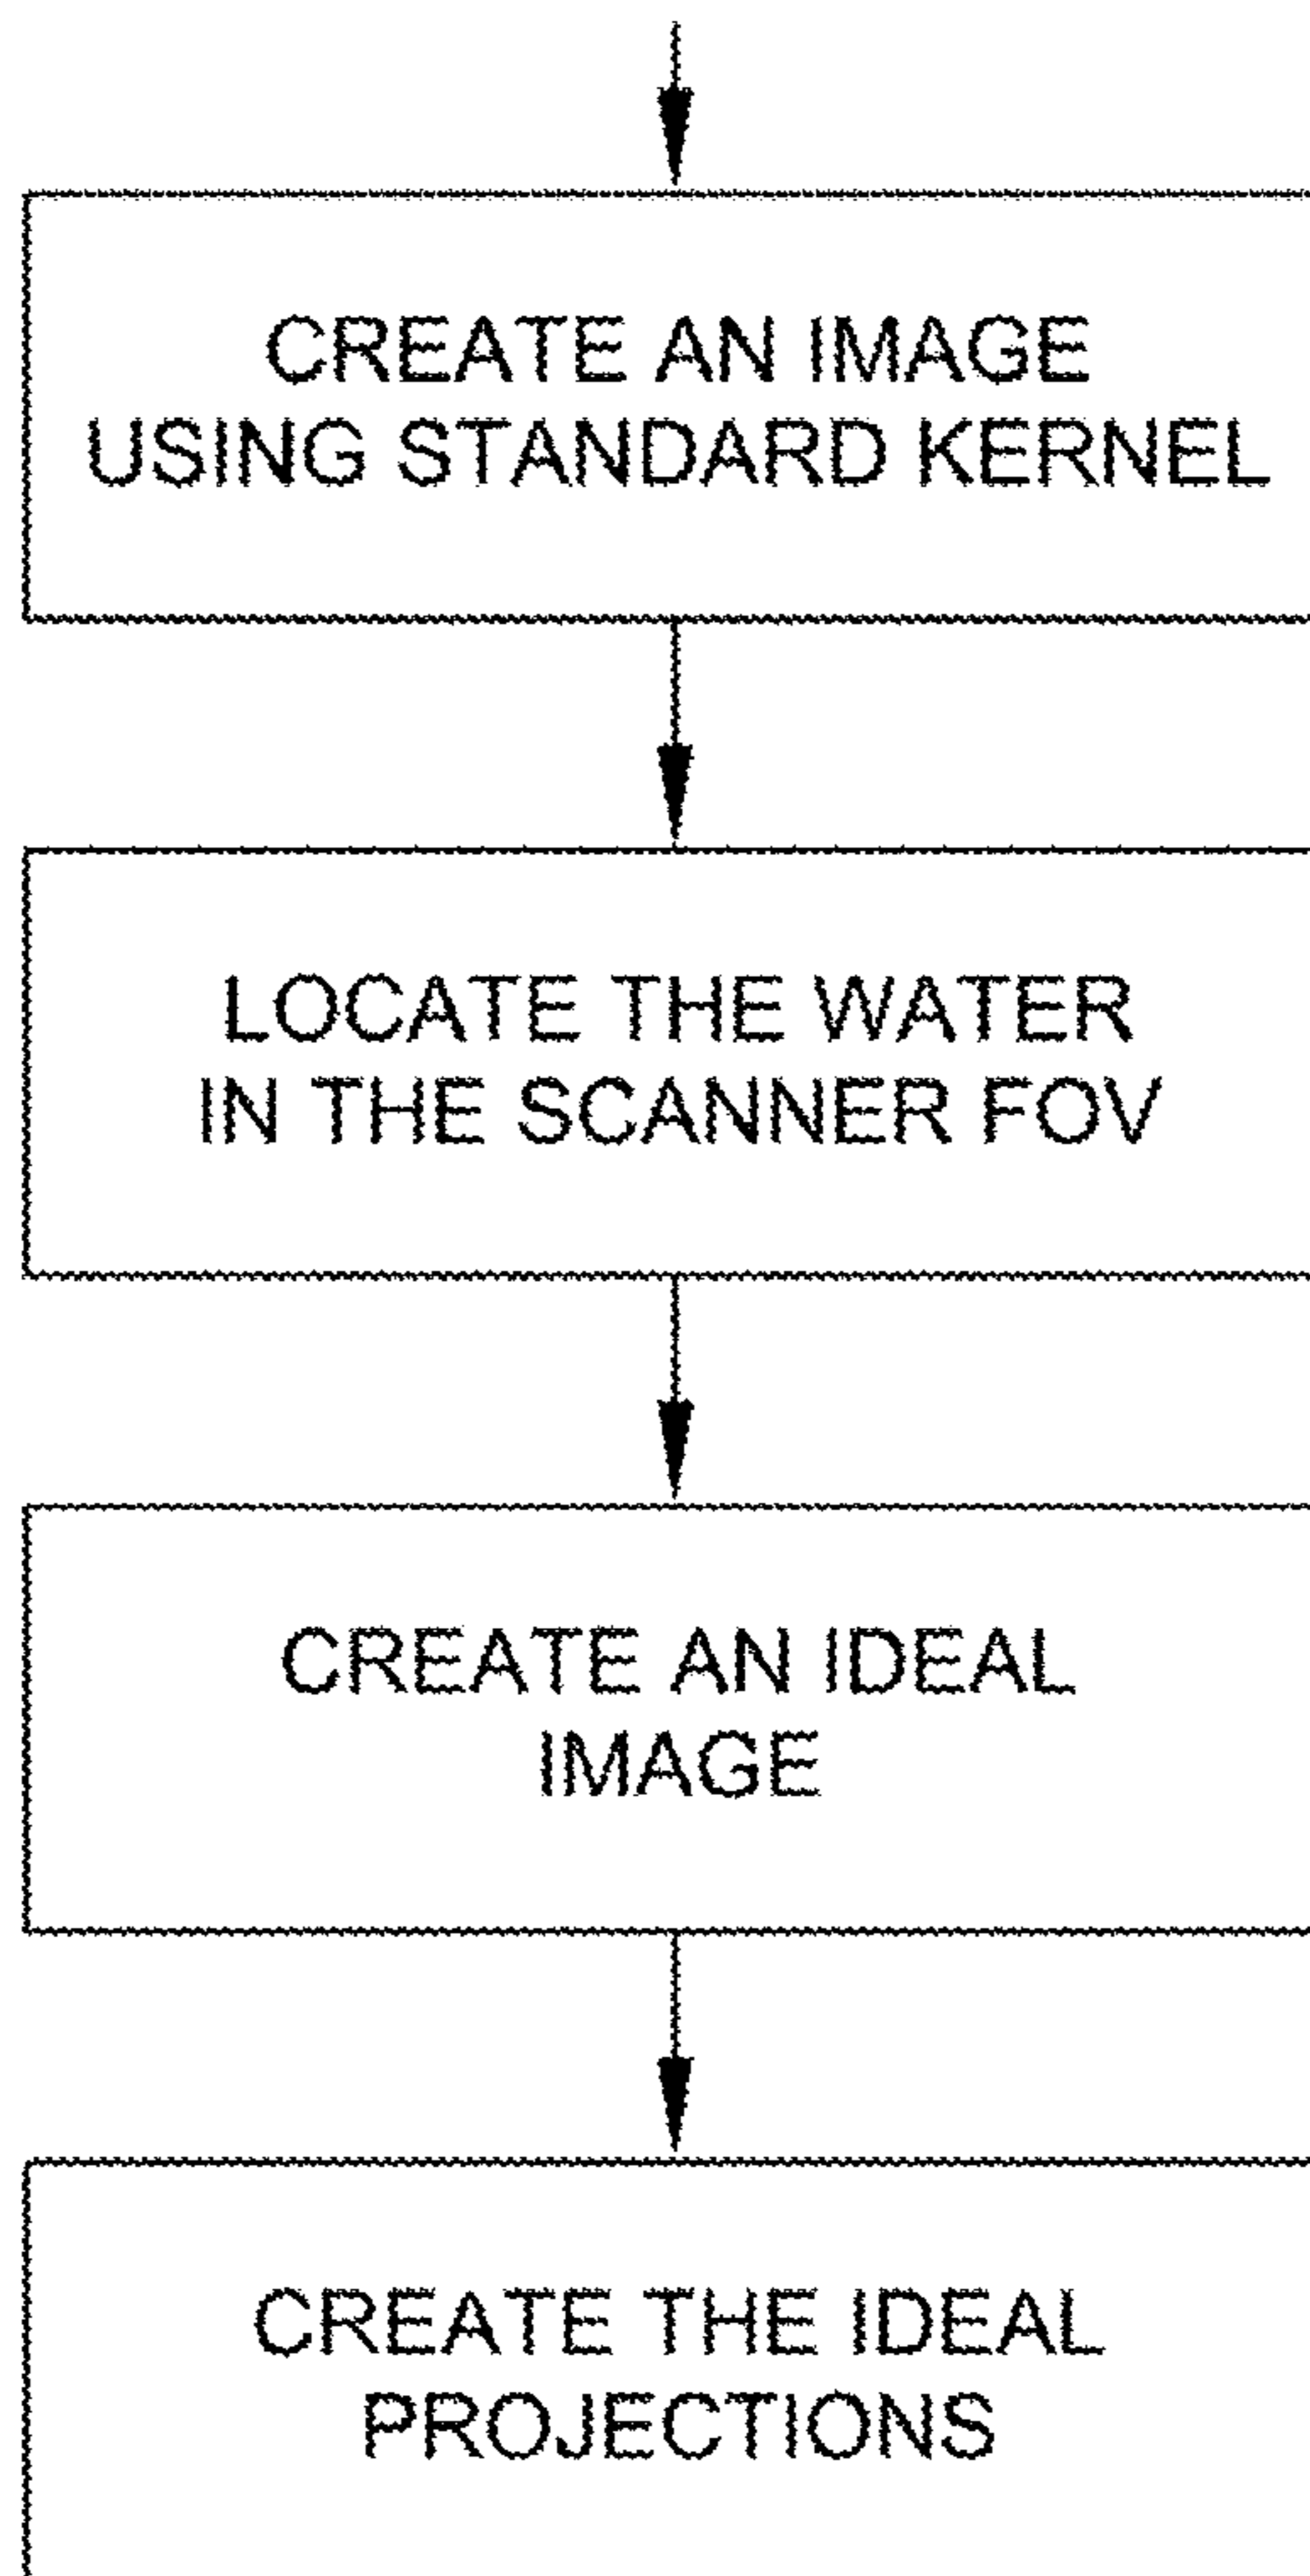 CREATE AN IMAGE
USING STANDARD KERNEL
LOCATE THE WATER
IN THE SCANNER FOV
CREATE AN IDEAL
IMAGE
CREATE THE IDEAL
PROJECTIONS